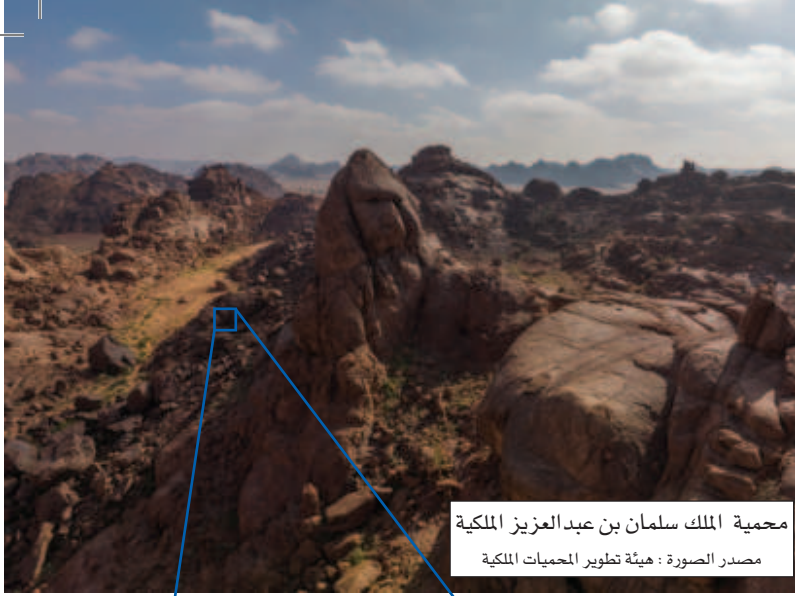 محمية الملك سلمان بن عبدالعزيز الملكية
مصدر الصورة : هيئة تطوير المحميات الملكية